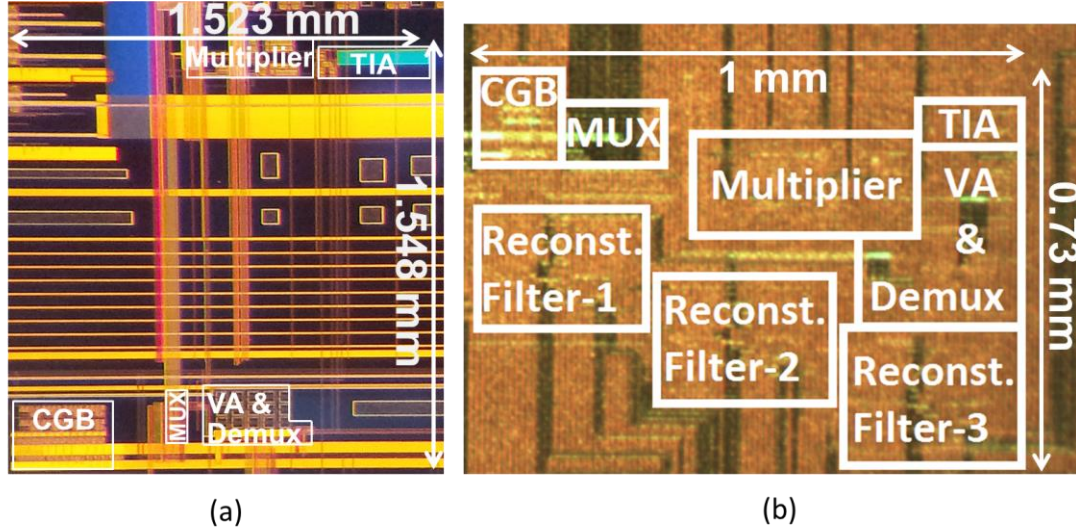 1.523 mm
Multiplier
TIA
1.548 mm
CGB
MUX
VA &
Demux
(a)
1 mm
CGB
MUX
TIA
Multiplier
VA
&
Demux
0.73 mm
Reconst.
Filter-1
Reconst.
Filter-2
Reconst.
Filter-3
(b)